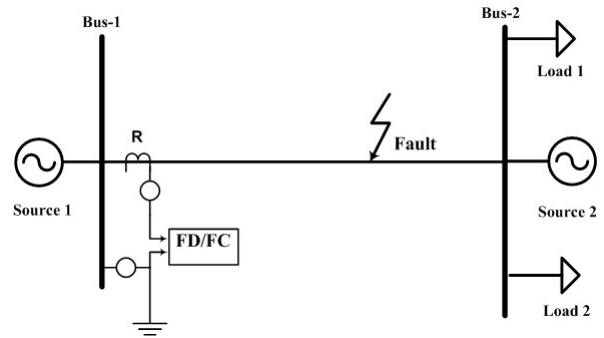 Bus-1
Bus-2
Load 1
R
Fault
Source 1
Source 2
FD/FC
Load 2